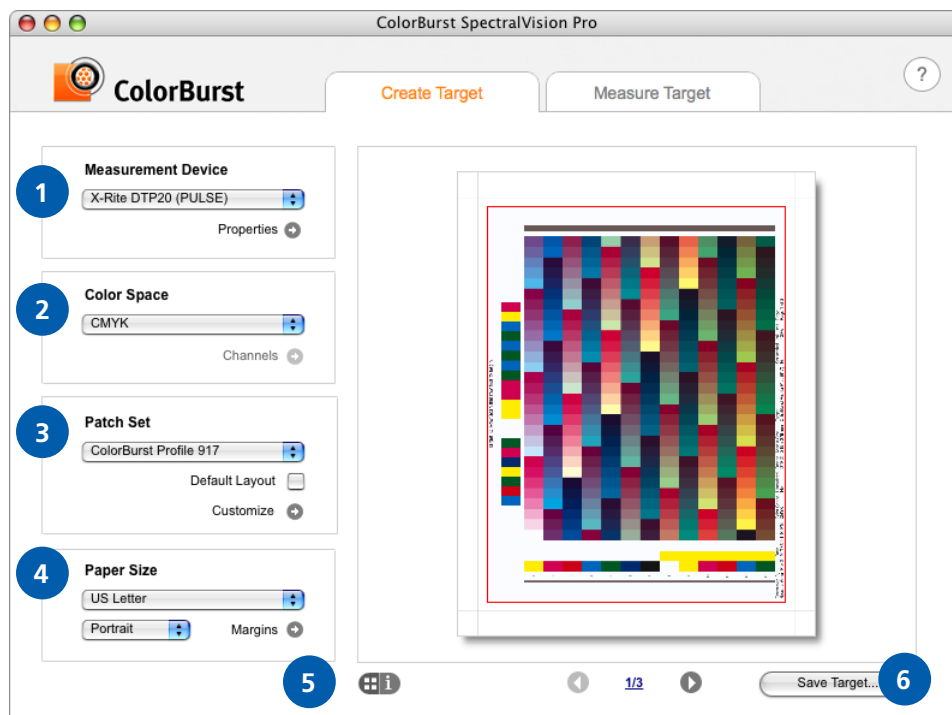 ColorBurst SpectralVision Pro
ColorBurst
Create Target
Measure Target
?
1
Measurement Device
X-Rite DTP20 (PULSE)
Properties
2
Color Space
CMYK
Channels
3
Patch Set
ColorBurst Profile 917
Default Layout
Customize
4
Paper Size
US Letter
Portrait
Margins
5
i
1/3
Save Target...
6